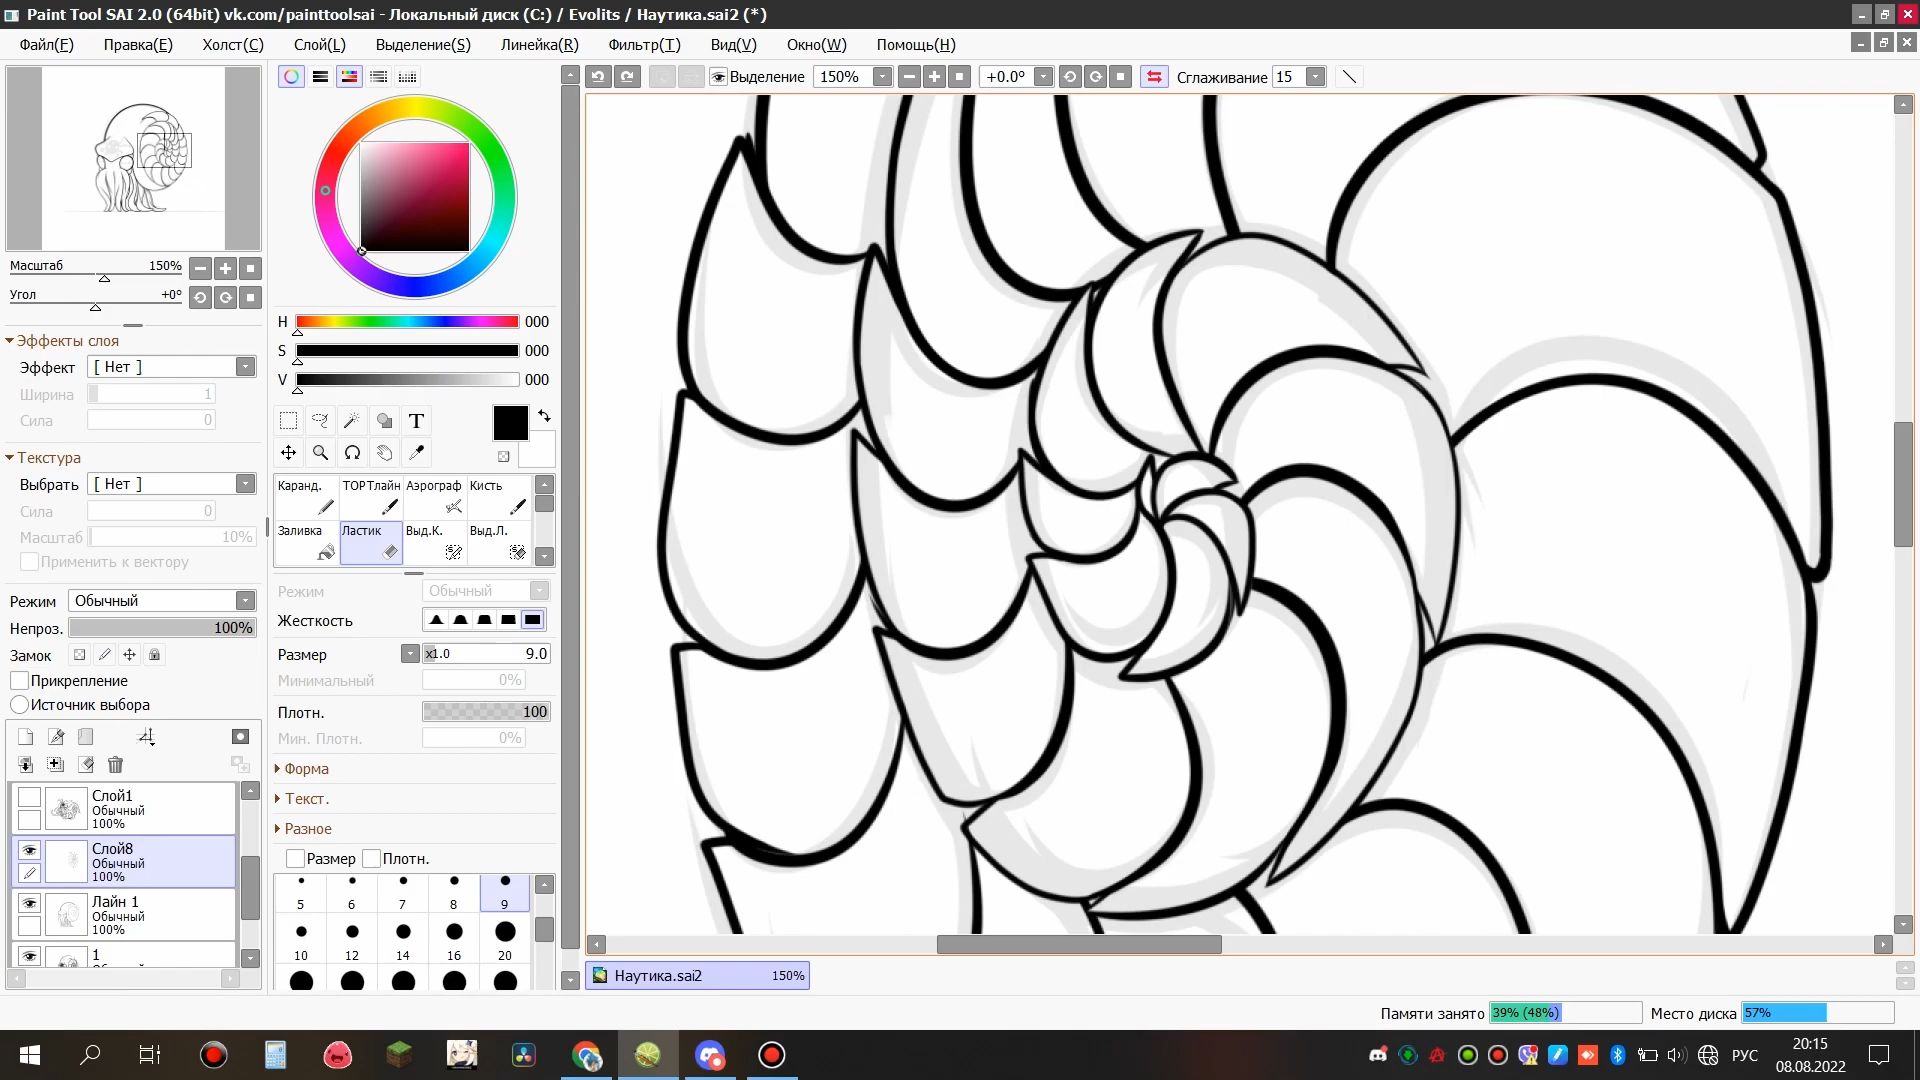 Paint Tool SAI 2.0 (64bit) vk.com/painttoolsai - Локальный диск (C:) / Evolits / Наутика.sai2 (*)
Файл(F) Правка(E) Холст(C) Слой(L) Выделение(S) Линейка(R) Фильтр(T) Вид(V) Окно(W) Помощь(H)
Выделение 150% +0.0° Сглаживание 15
Масштаб 150%
Угол +0°
H 000
S 000
V 000
Эффекты слоя
Эффект [ Нет ]
Ширина 1
Сила 0
Текстура
Выбрать [ Нет ]
Сила 0
Масштаб 10%
Применить к вектору
Режим Обычный
Непроз. 100%
Замок
Прикрепление
Источник выбора
Слой1
Обычный
100%
Слой8
Обычный
100%
Лайн 1
Обычный
100%
1
T
Каранд. TOPТлайн Аэрограф Кисть
Заливка Ластик Выд.К. Выд.Л.
Режим Обычный
Жесткость
Размер x1.0 9.0
Минимальный 0%
Плотн. 100
Мин. Плотн. 0%
Форма
Текст.
Разное
Размер Плотн.
5 6 7 8 9
10 12 14 16 20
Наутика.sai2 150%
Памяти занято 39% (48%) Место диска 57%
РУС
20:15
08.08.2022